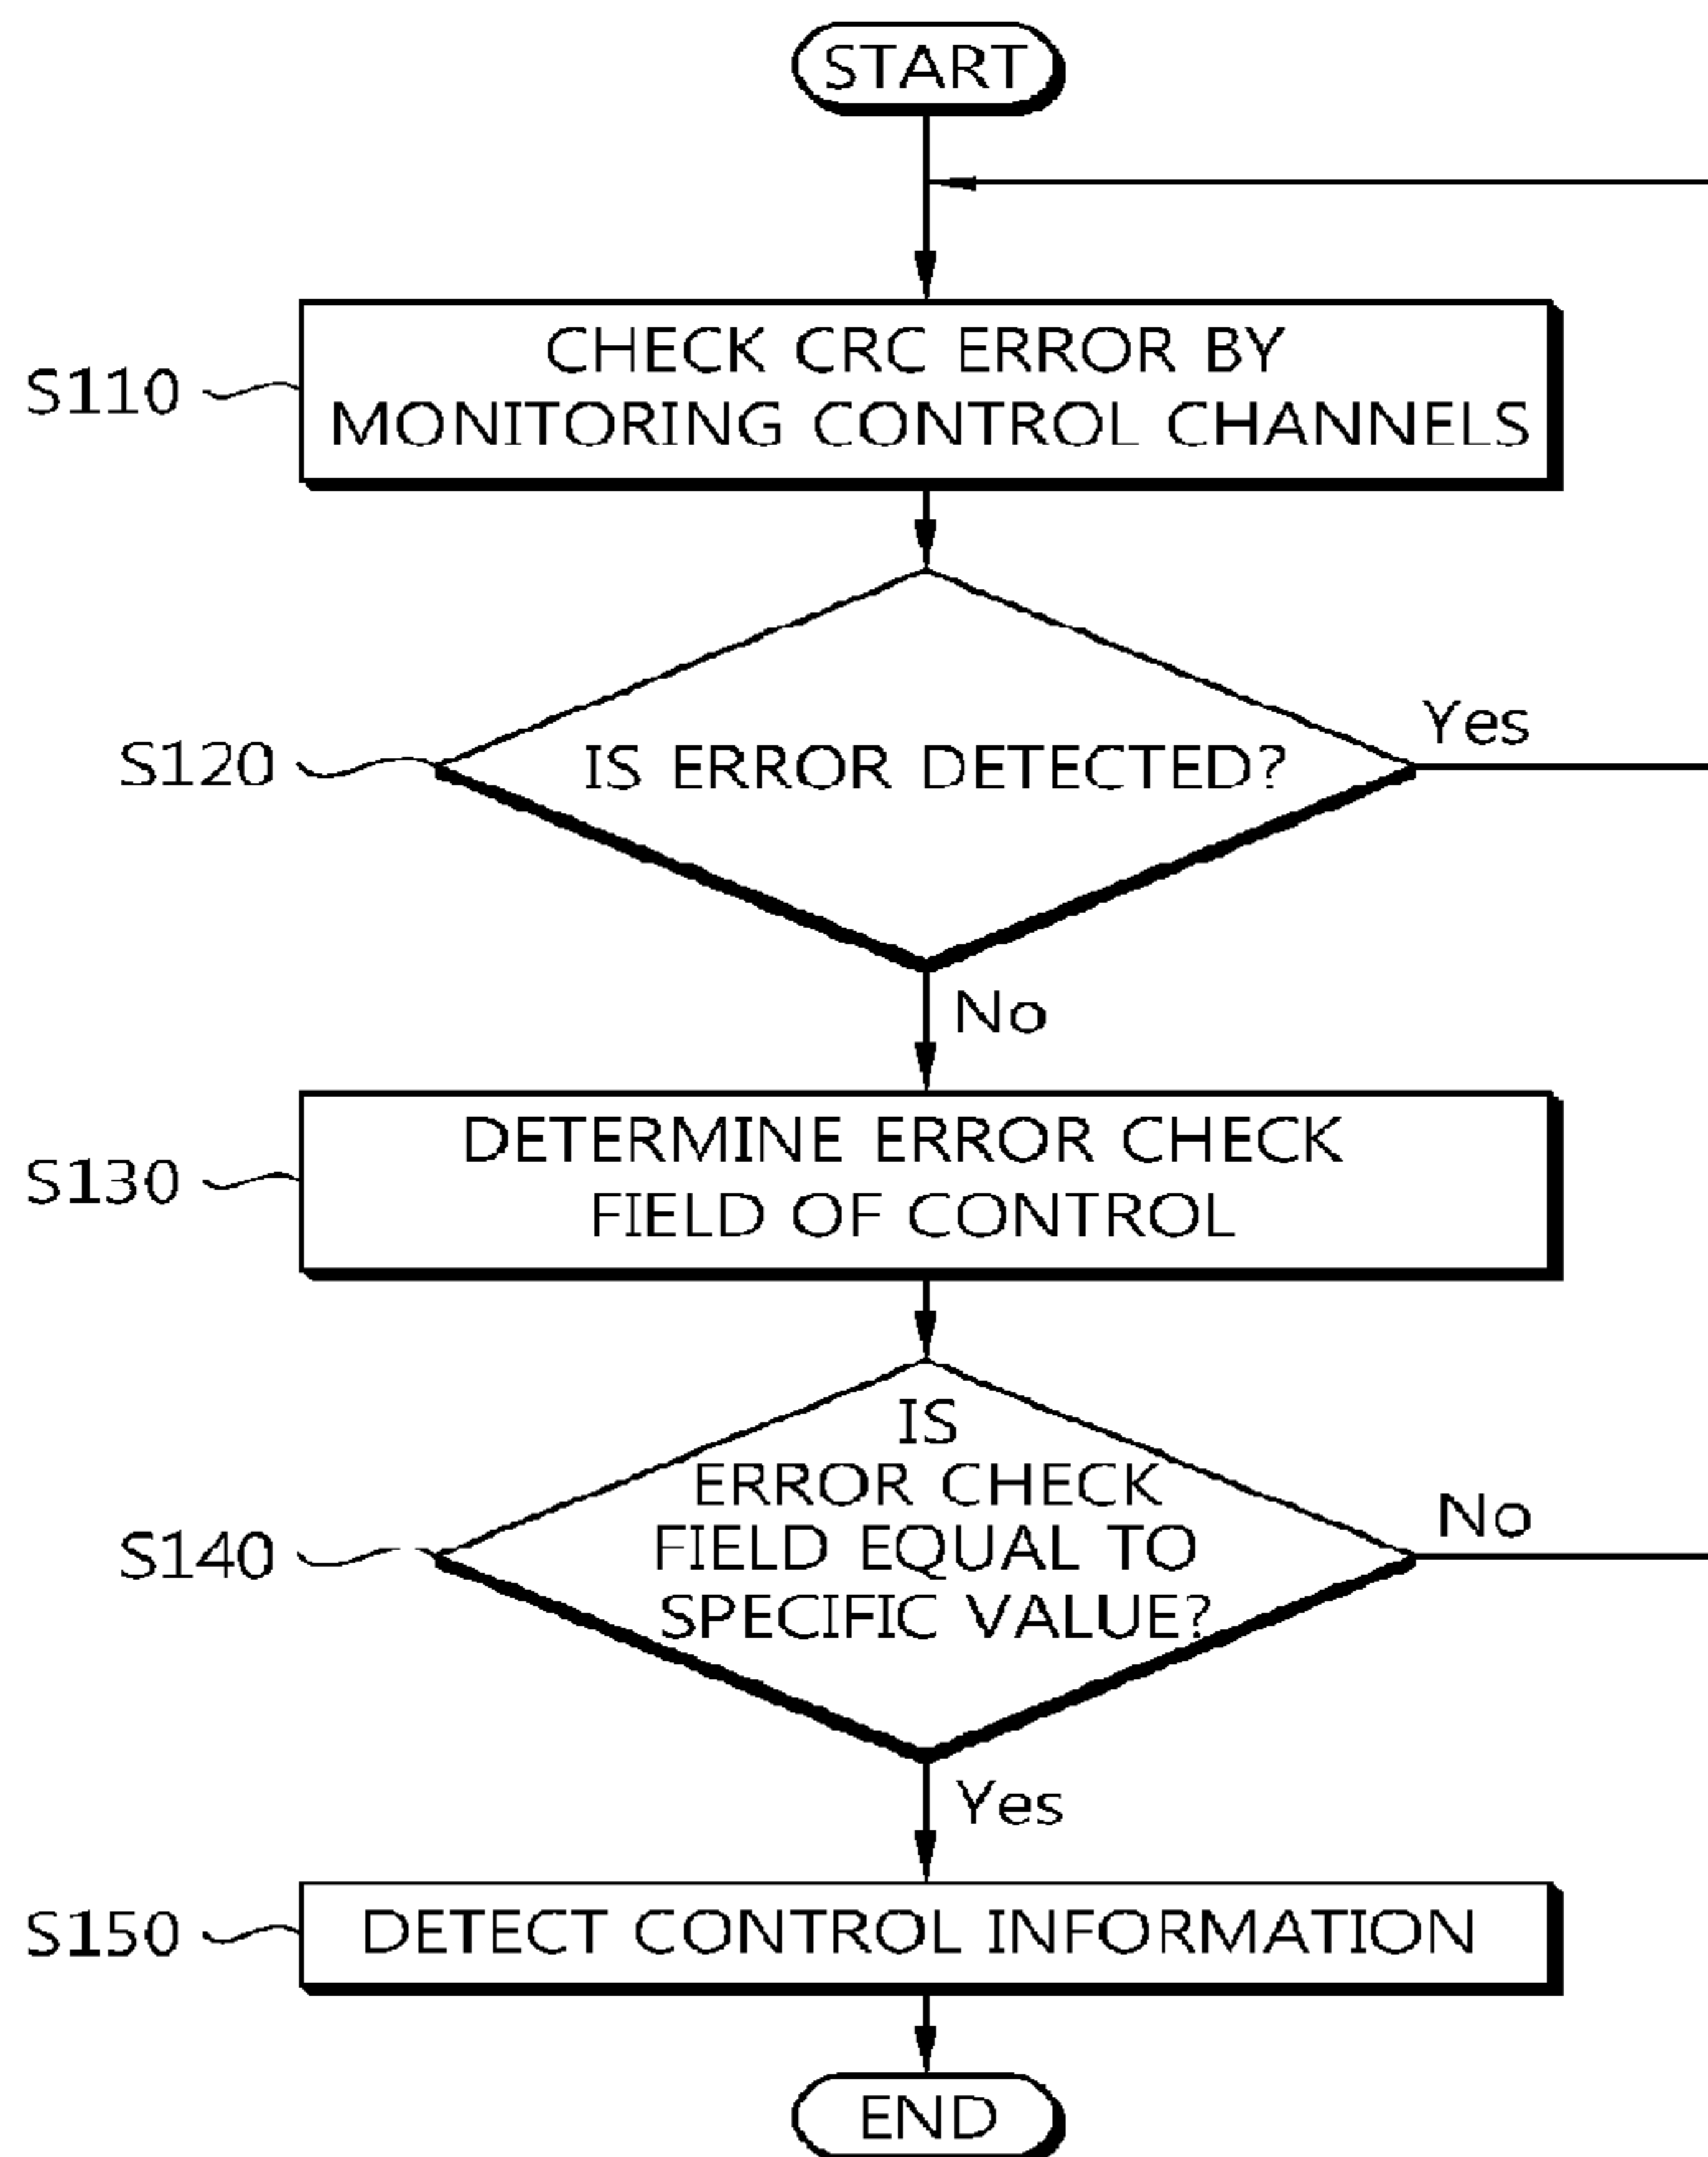 START
CHECK CRC ERROR BY
MONITORING CONTROL CHANNELS
S110
IS ERROR DETECTED?
S120
Yes
No
DETERMINE ERROR CHECK
FIELD OF CONTROL
S130
IS
ERROR CHECK
FIELD EQUAL TO
SPECIFIC VALUE?
S140
No
Yes
S150
DETECT CONTROL INFORMATION
END